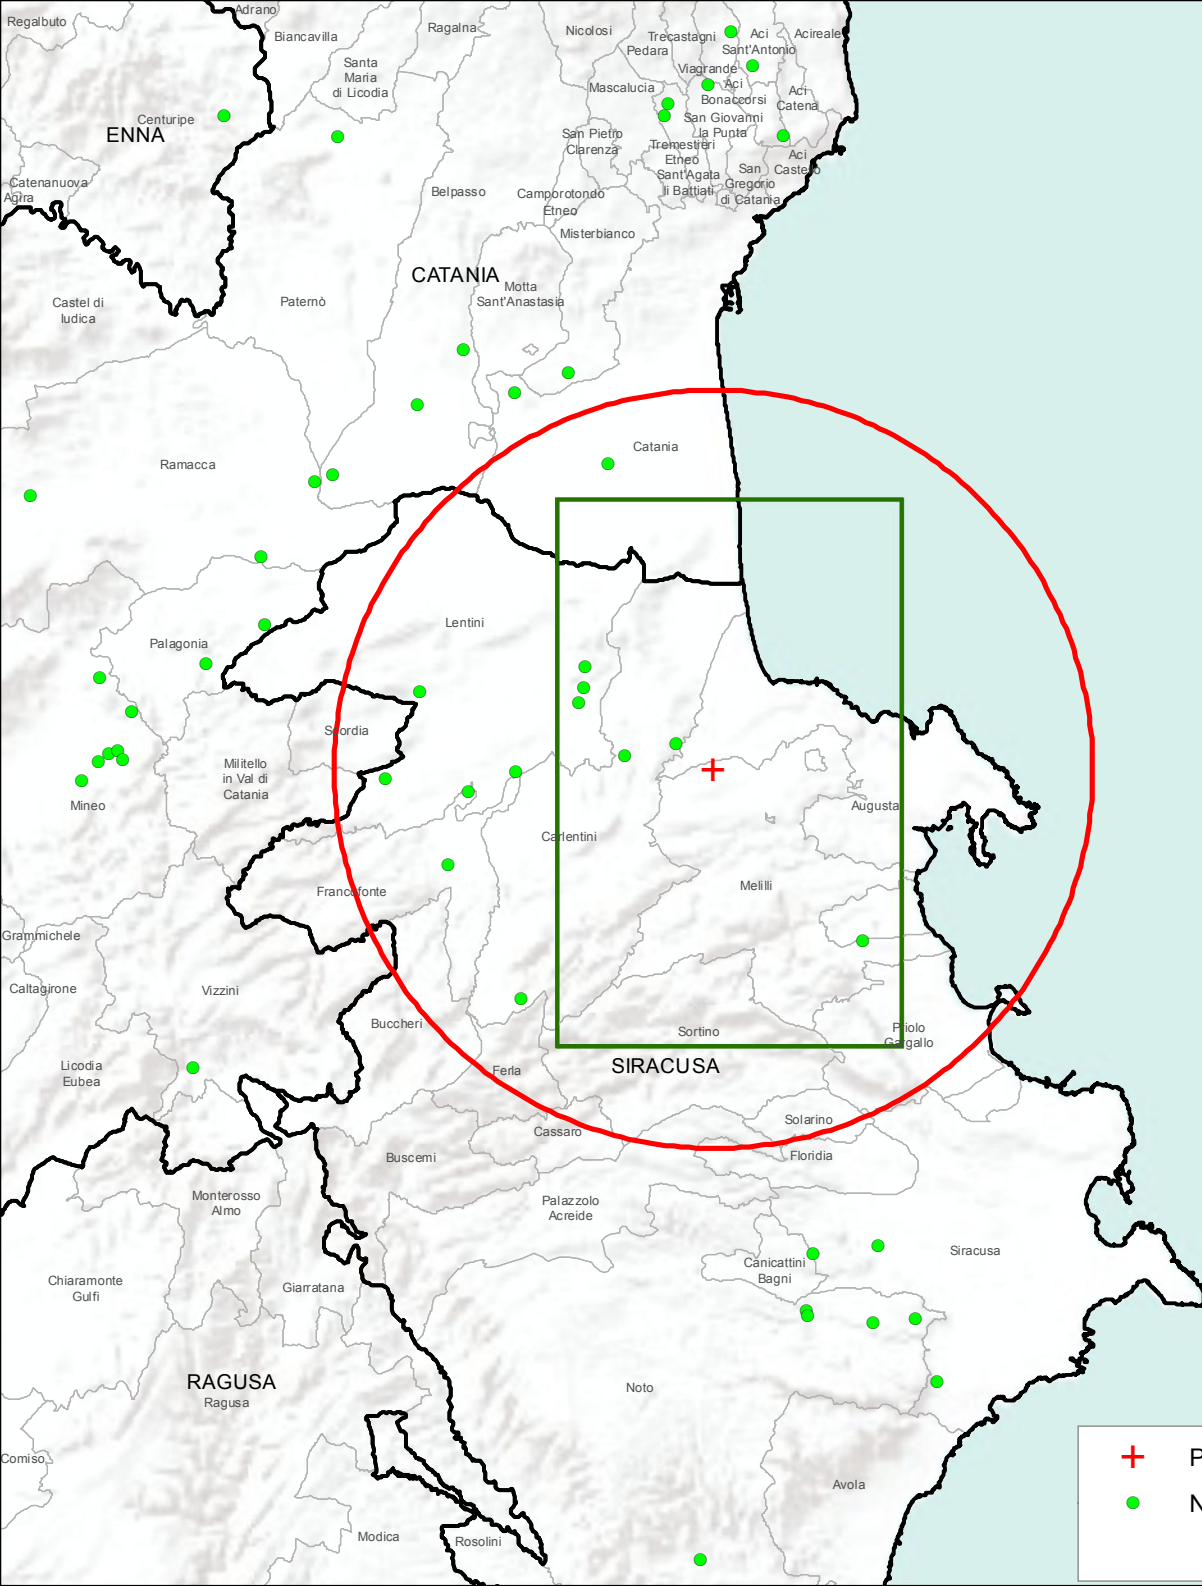 Adrano
Regalbuto
Biancavilla
Ragalna
Nicolosi
Trecastagni
Pedara
Aci
Sant'Antonio
Acireale
Santa
Maria
di Licodia
Viagrande
Mascalucia
Aci
Bonaccorsi
Aci
Catena
Centuripe
ENNA
San Pietro
Clarenza
San Giovanni
la Punta
Tremestieri
Etneo
Sant'Agata
li Battiati
San
Gregorio
di Catania
Aci
Castello
Catenanuova
Agira
Belpasso
Camporotondo
Etneo
Misterbianco
CATANIA
Motta
Sant'Anastasia
Castel di
Iudica
Paternò
Catania
Ramacca
Lentini
Palagonia
Scordia
Militello
in Val di
Catania
Mineo
Augusta
Carlentini
Melilli
Francofonte
Grammichele
Caltagirone
Vizzini
Buccheri
Sortino
Priolo
Gargallo
SIRACUSA
Licodia
Eubea
Ferla
Solarino
Cassaro
Floridia
Buscemi
Monterosso
Almo
Palazzolo
Acreide
Siracusa
Canicattini
Bagni
Chiaramonte
Gulfi
Giarratana
RAGUSA
Ragusa
Noto
Comiso
Avola
Modica
Rosolini
P
N